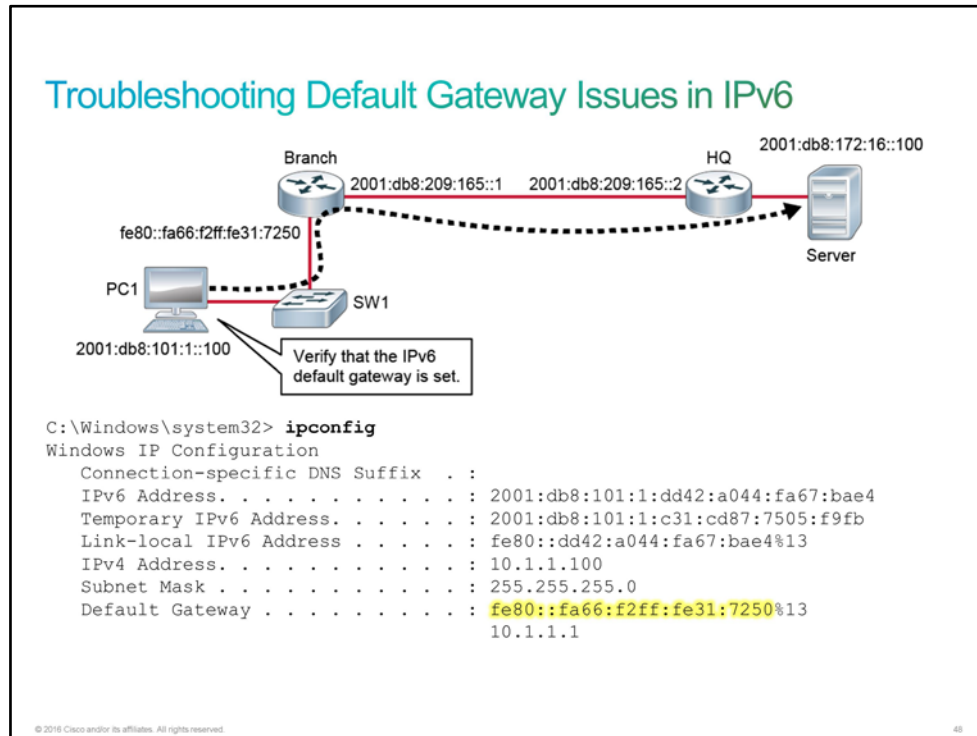 Troubleshooting Default Gateway Issues in IPv6
2001:db8:172:16::100
Branch
HQ
2001:db8:209:165::1
2001:db8:209:165::2
fe80::fa66:f2ff:fe31:7250
Server
PC1
SW1
2001:db8:101:1::100
Verify that the IPv6
default gateway is set.
C:\Windows\system32> ipconfig
Windows IP Configuration
Connection-specific DNS Suffix . :
IPv6 Address. . . . . . . . . . . : 2001:db8:101:1:dd42:a044:fa67:bae4
Temporary IPv6 Address. . . . . . : 2001:db8:101:1:c31:cd87:7505:f9fb
Link-local IPv6 Address . . . . . : fe80::dd42:a044:fa67:bae4%13
IPv4 Address. . . . . . . . . . . : 10.1.1.100
Subnet Mask . . . . . . . . . . . : 255.255.255.0
Default Gateway . . . . . . . . . : fe80::fa66:f2ff:fe31:7250%13
10.1.1.1
© 2016 Cisco and/or its affiliates. All rights reserved.
48